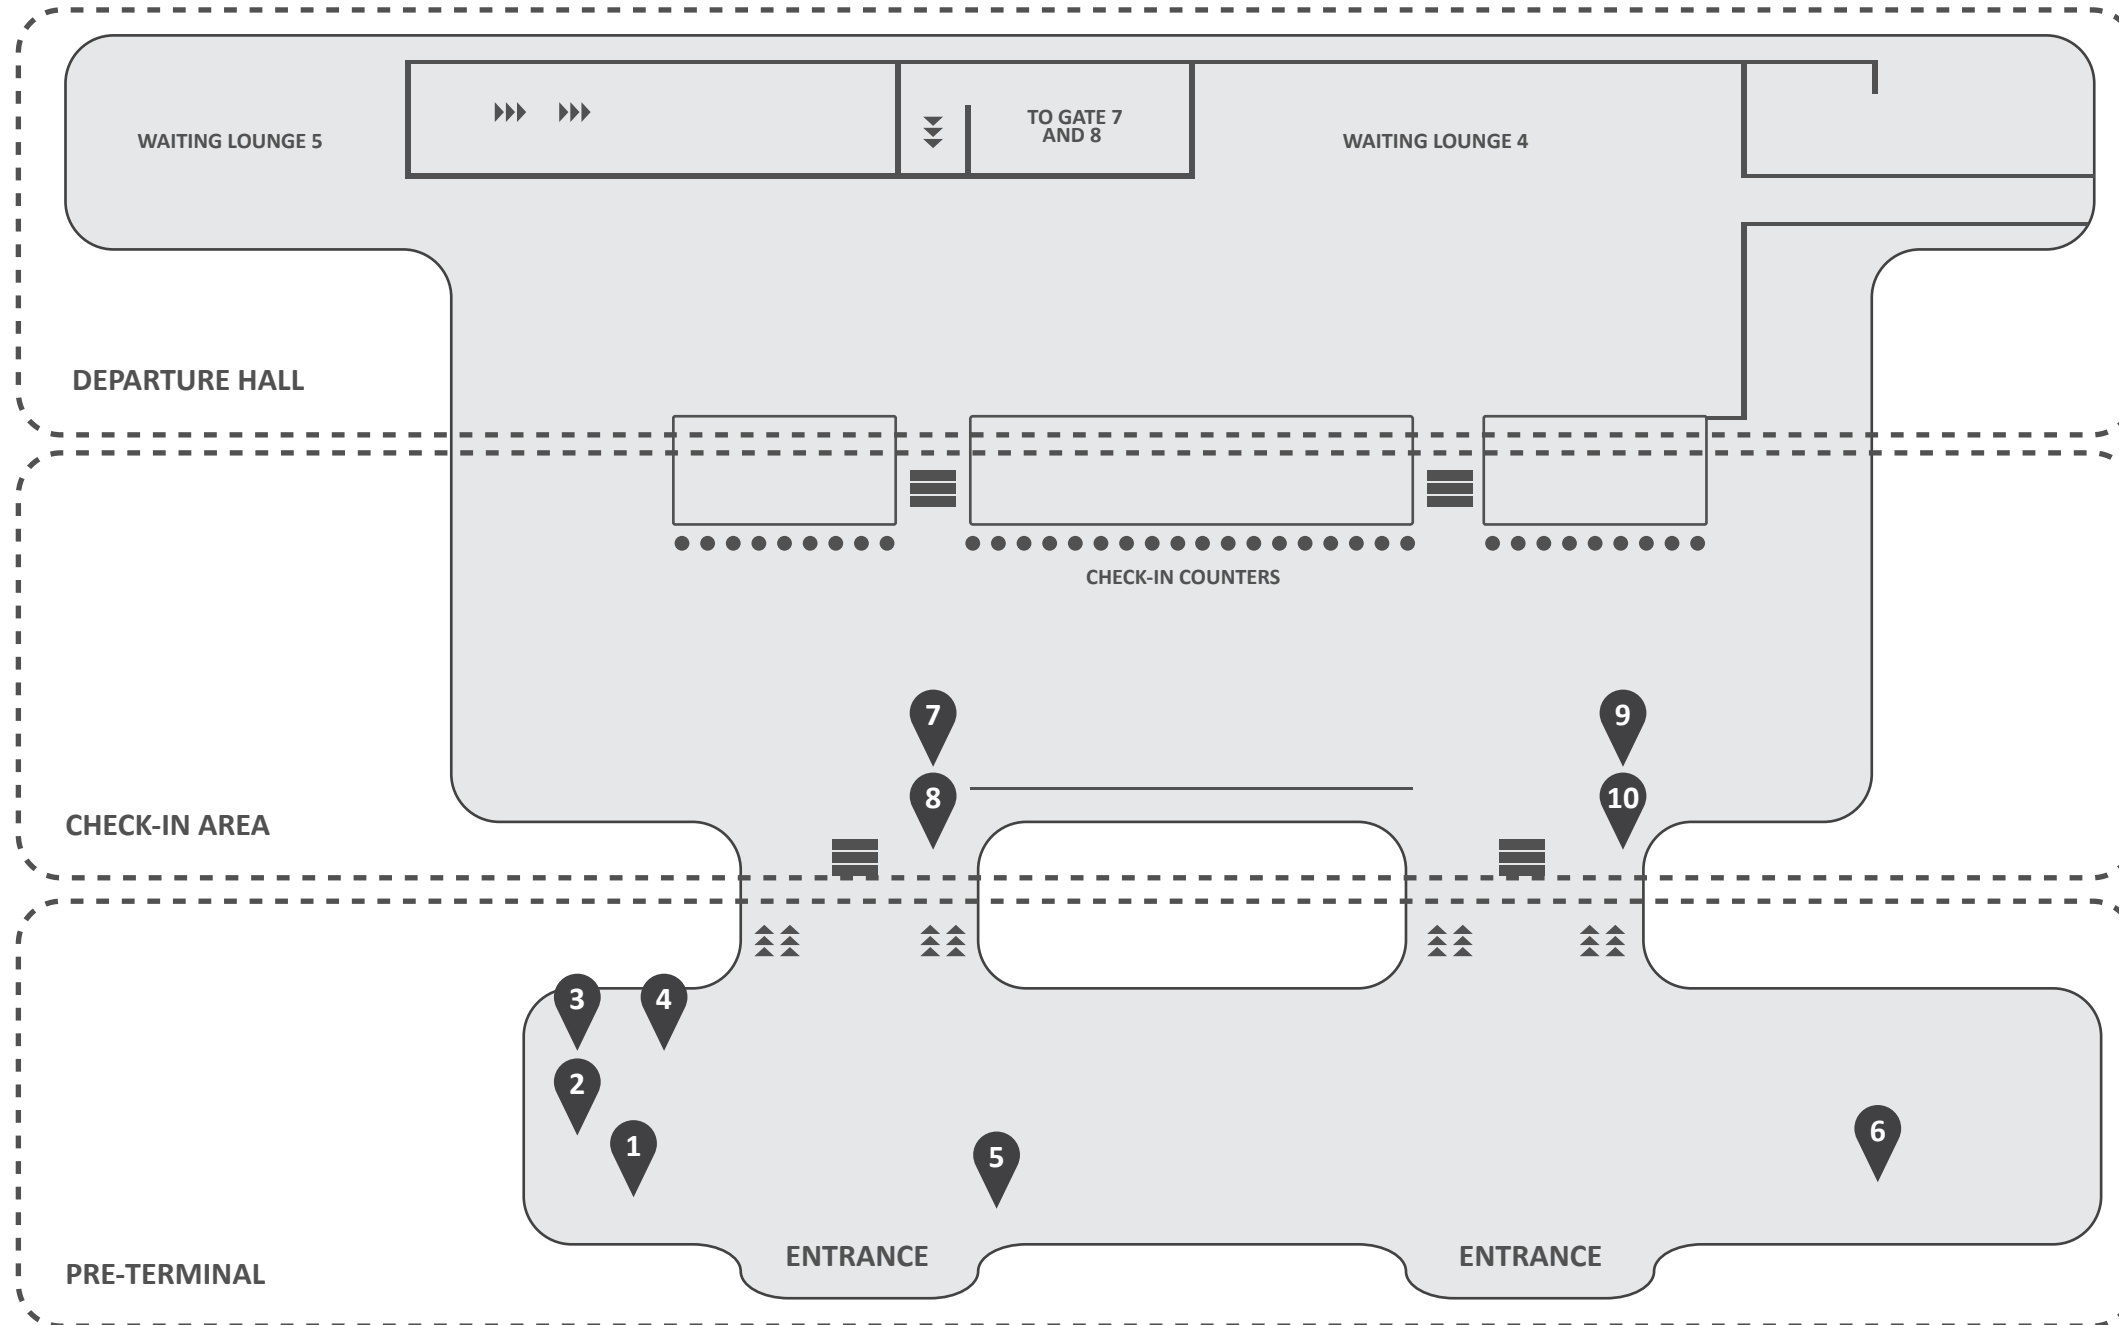 WAITING LOUNGE 5
TO GATE 7
AND 8
WAITING LOUNGE 4
DEPARTURE HALL
CHECK-IN COUNTERS
7
9
8
10
CHECK-IN AREA
3
4
2
1
5
6
ENTRANCE
ENTRANCE
PRE-TERMINAL